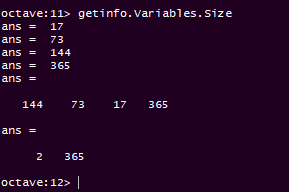 octave:11> getinfo.Variables.Size
ans = 17
ans = 73
ans = 144
ans = 365
ans =
144 73 17 365
ans =
2 365
octave:12>